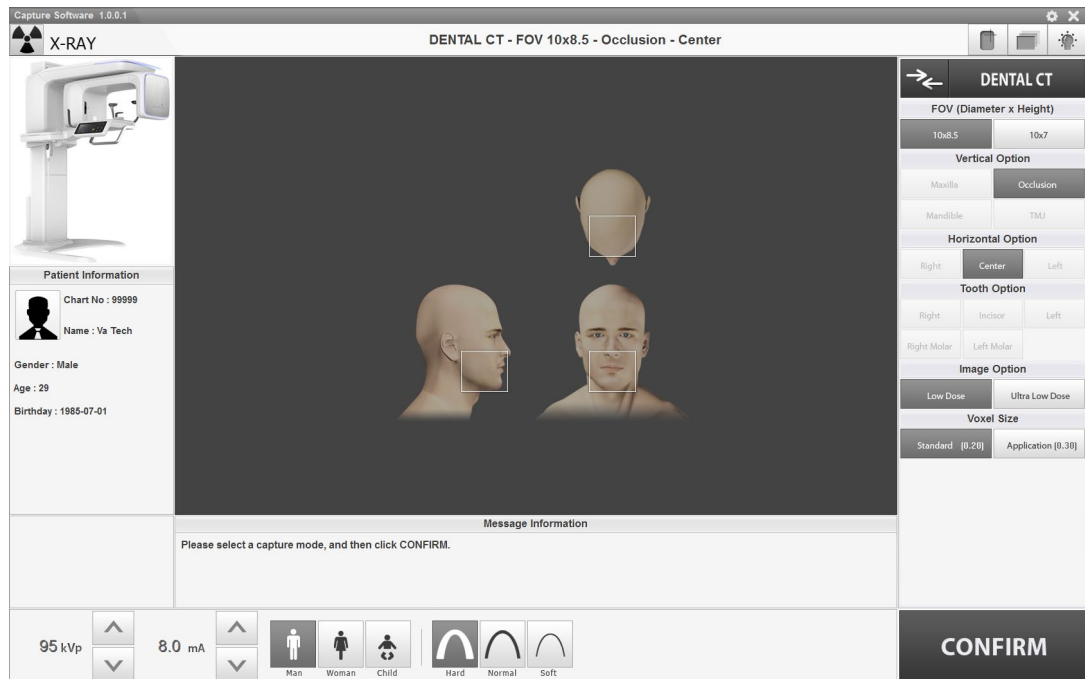 Capture Software 1.0.0.1
X-RAY
DENTAL CT - FOV 10x8.5 - Occlusion - Center
DENTAL CT
FOV (Diameter x Height)
10x8.5 10x7
Vertical Option
Maxilla Occlusion
Mandible TMJ
Horizontal Option
Right Center Left
Tooth Option
Right Incisor Left
Right Molar Left Molar
Image Option
Low Dose Ultra Low Dose
Voxel Size
Standard (0.20) Application (0.30)
Patient Information
Chart No : 99999
Name : Va Tech
Gender : Male
Age : 29
Birthday : 1985-07-01
Message Information
Please select a capture mode, and then click CONFIRM.
95 kVp 8.0 mA
Man Woman Child Hard Normal Soft
CONFIRM